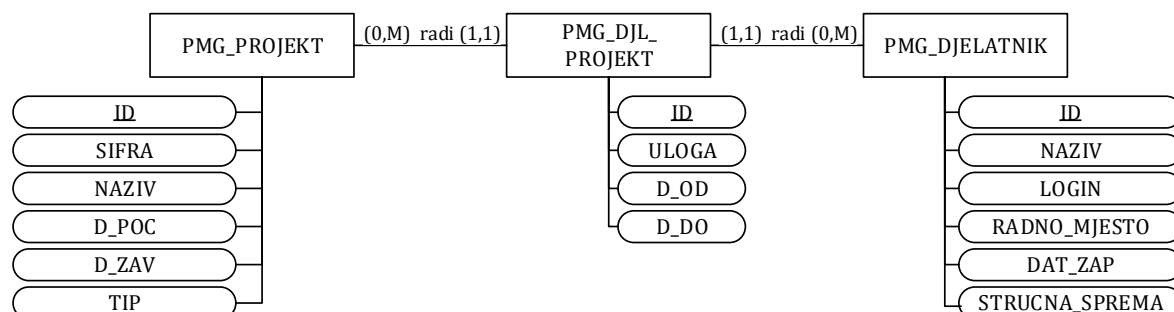 PMG_PROJEKT
(0,M) radi (1,1)
PMG_DJL_
PROJEKT
(1,1) radi (0,M)
PMG_DJELATNIK
ID
SIFRA
NAZIV
D_POC
D_ZAV
TIP
ID
ULOGA
D_OD
D_DO
ID
NAZIV
LOGIN
RADNO_MJESTO
DAT_ZAP
STRUCNA_SPREMA